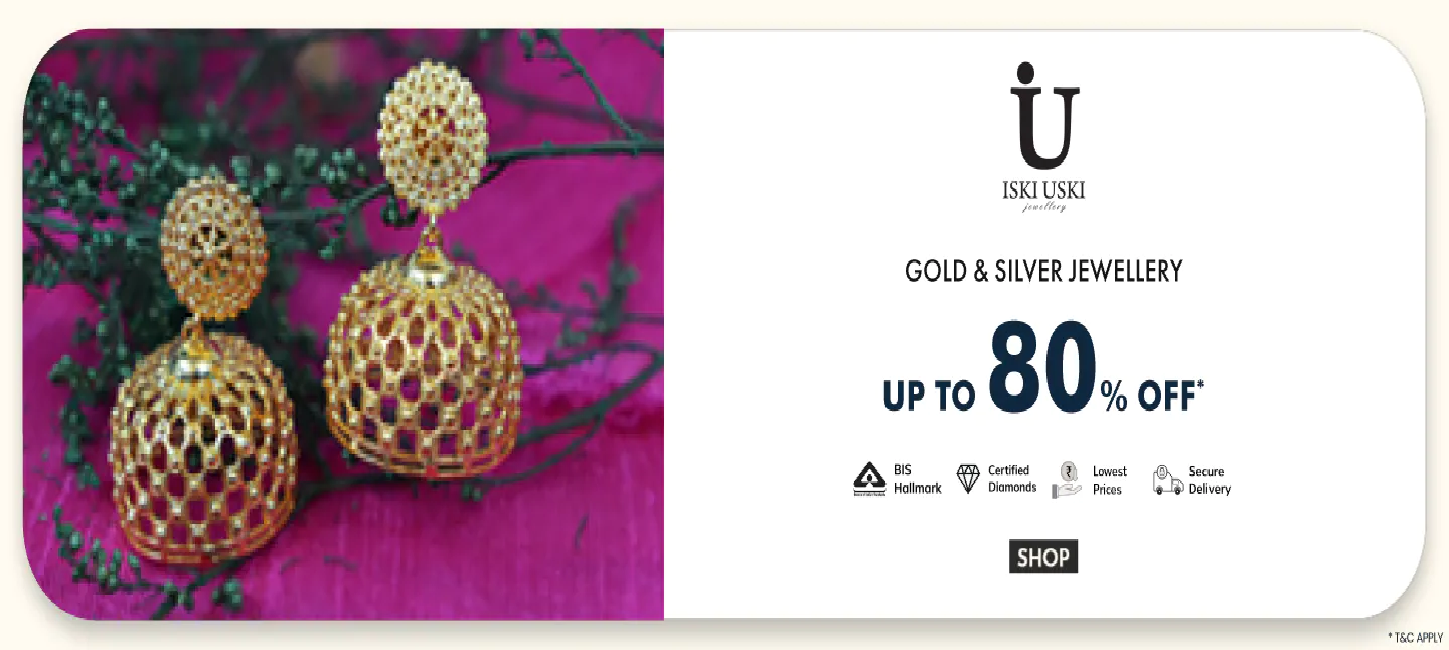 iU
ISKI USKI
jewellery
GOLD & SILVER JEWELLERY
UP TO 80% OFF*
BIS
Hallmark
Certified
Diamonds
Lowest
Prices
Secure
Delivery
SHOP
* T&C APPLY